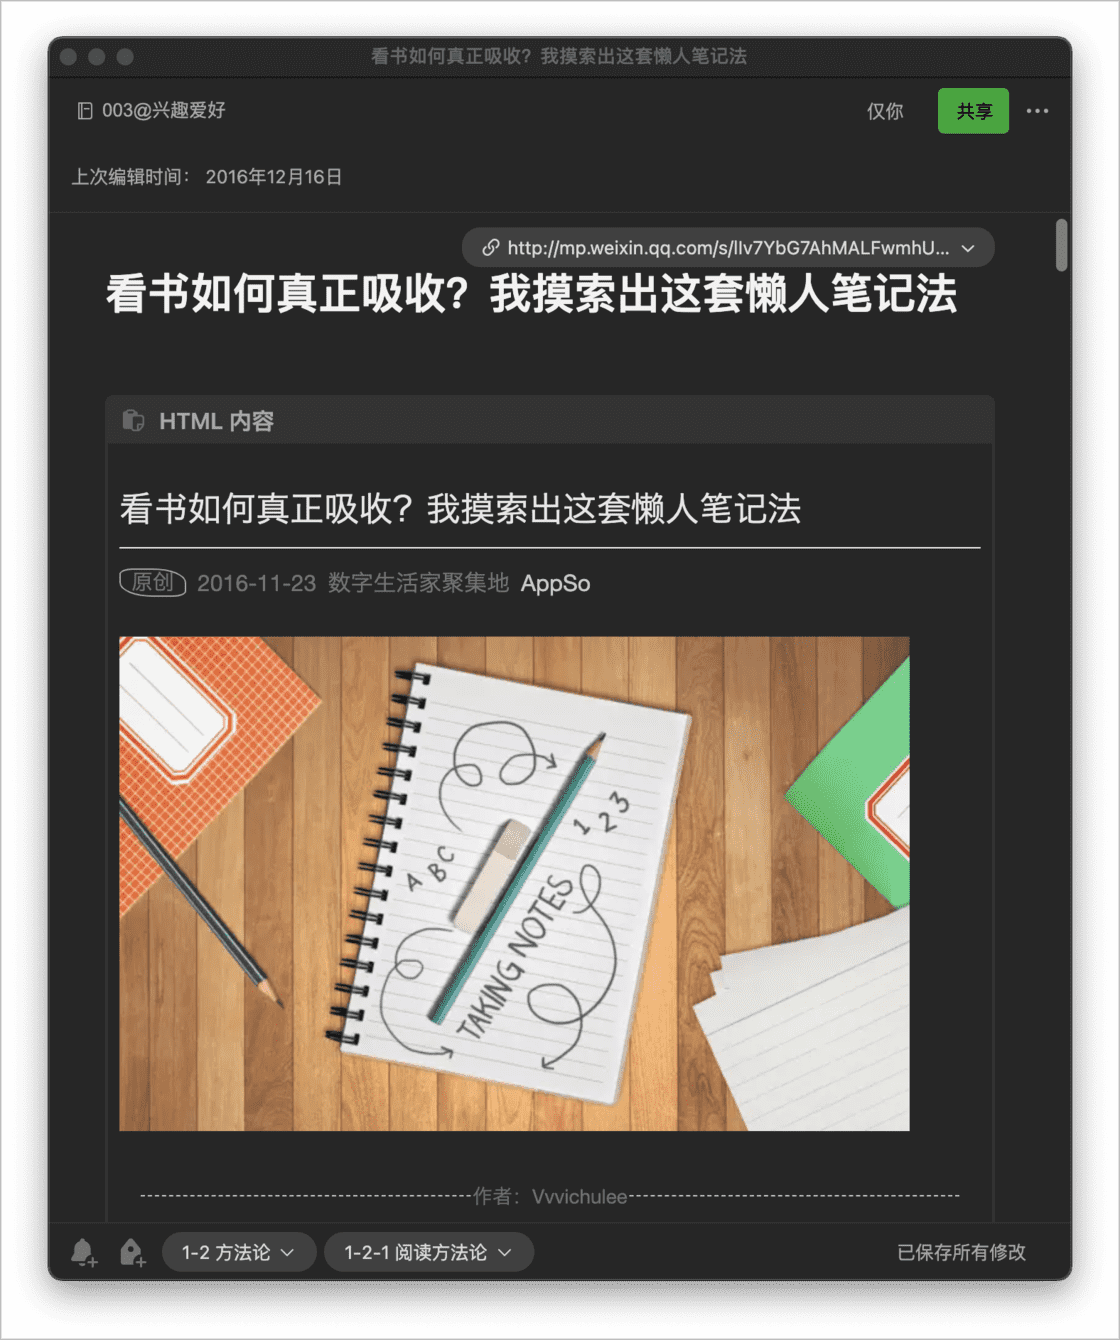 看书如何真正吸收？我摸索出这套懒人笔记法
003@兴趣爱好
仅你
共享
上次编辑时间： 2016年12月16日
http://mp.weixin.qq.com/s/lIv7YbG7AhMALFwmhU...
看书如何真正吸收？我摸索出这套懒人笔记法
HTML 内容
看书如何真正吸收？我摸索出这套懒人笔记法
原创 2016-11-23 数字生活家聚集地 AppSo
A B C
1 2 3
TAKING NOTES
作者：Vvvichulee
1-2 方法论
1-2-1 阅读方法论
已保存所有修改